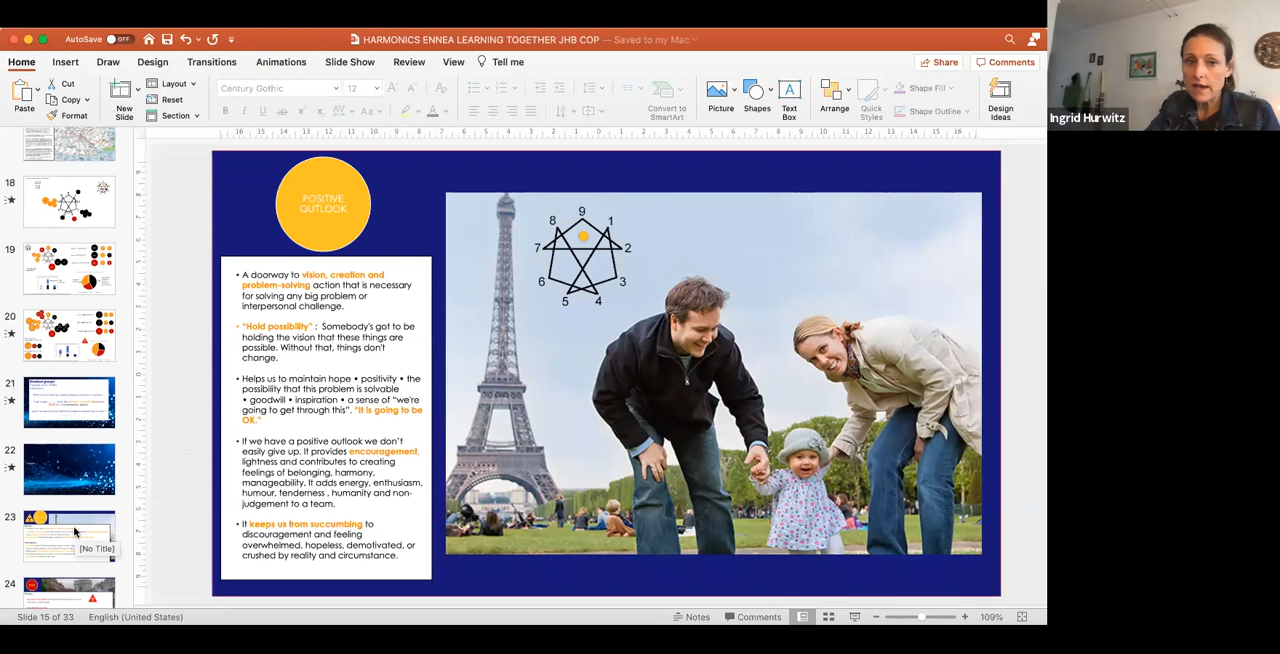 AutoSave OFF
HARMONICS ENNEA LEARNING TOGETHER JHB COP — Saved to my Mac
Home Insert Draw Design Transitions Animations Slide Show Review View Tell me
Share Comments
Paste
Cut
Copy
Format
New Slide
Layout
Reset
Section
Century Gothic 12
Convert to SmartArt
Picture
Shapes
Text Box
Arrange
Quick Styles
Shape Fill
Shape Outline
Design Ideas
Ingrid Hurwitz
18
19
20
21
22
23
[No Title]
24
POSITIVE
OUTLOOK
• A doorway to vision, creation and
problem-solving action that is necessary
for solving any big problem or
interpersonal challenge.
• “Hold possibility” : Somebody's got to be
holding the vision that these things are
possible. Without that, things don't
change.
• Helps us to maintain hope • positivity • the
possibility that this problem is solvable
• goodwill • inspiration • a sense of “we're
going to get through this”. “It is going to be
OK.”
• If we have a positive outlook we don’t
easily give up. It provides encouragement,
lightness and contributes to creating
feelings of belonging, harmony,
manageability. It adds energy, enthusiasm,
humour, tenderness , humanity and non-
judgement to a team.
• It keeps us from succumbing to
discouragement and feeling
overwhelmed, hopeless, demotivated, or
crushed by reality and circumstance.
9
8 1
7 2
6 3
5 4
Slide 15 of 33 English (United States)
Notes Comments 109%